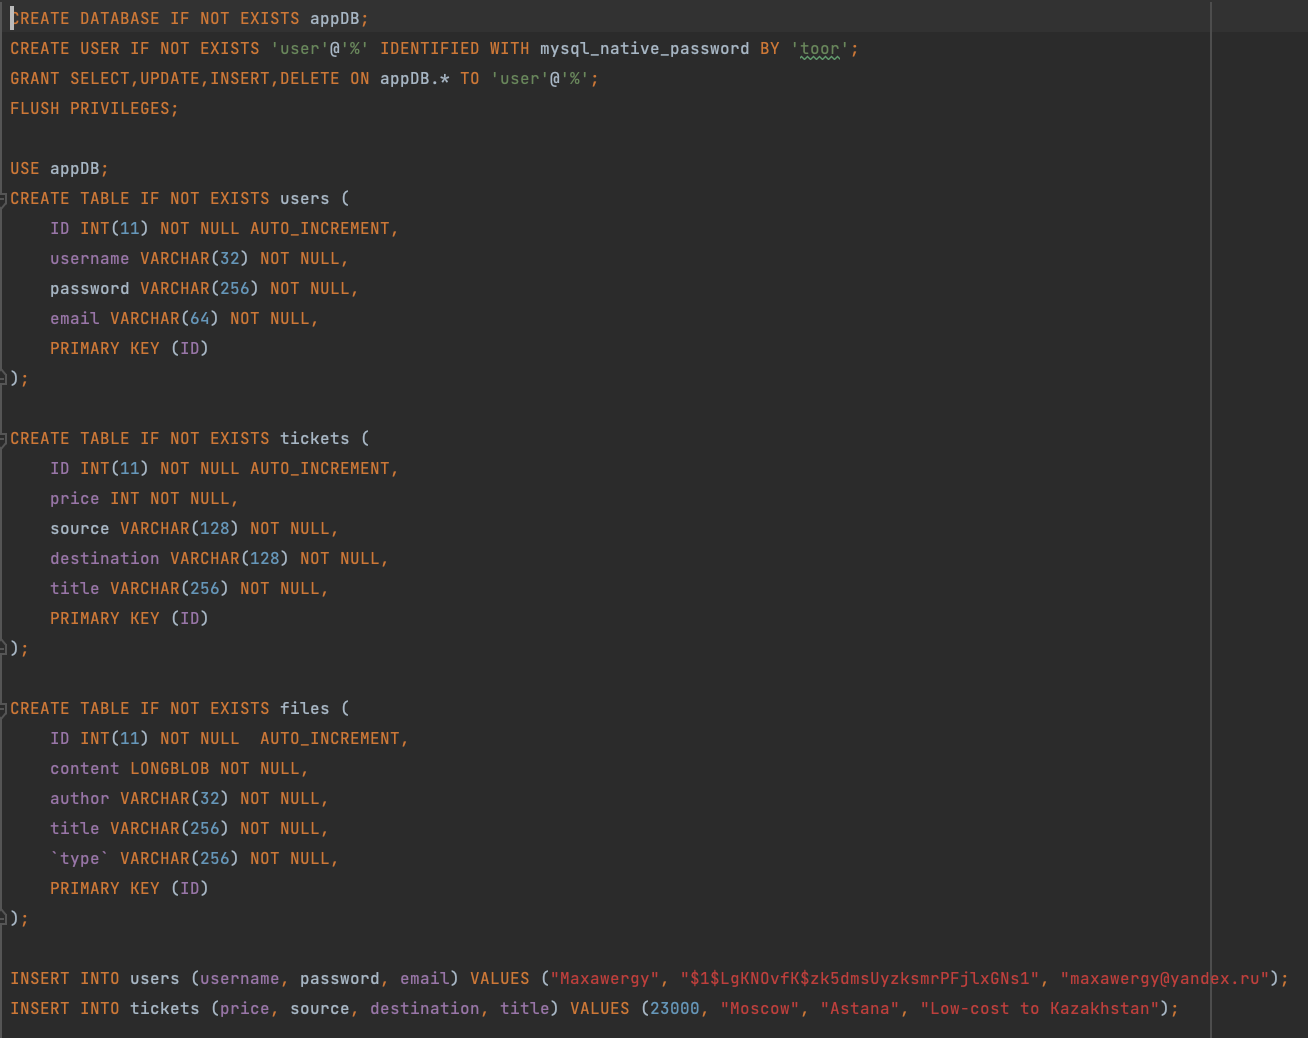 CREATE DATABASE IF NOT EXISTS appDB;
CREATE USER IF NOT EXISTS 'user'@'%' IDENTIFIED WITH mysql_native_password BY 'toor';
GRANT SELECT,UPDATE,INSERT,DELETE ON appDB.* TO 'user'@'%';
FLUSH PRIVILEGES;
USE appDB;
CREATE TABLE IF NOT EXISTS users (
    ID INT(11) NOT NULL AUTO_INCREMENT,
    username VARCHAR(32) NOT NULL,
    password VARCHAR(256) NOT NULL,
    email VARCHAR(64) NOT NULL,
    PRIMARY KEY (ID)
);
CREATE TABLE IF NOT EXISTS tickets (
    ID INT(11) NOT NULL AUTO_INCREMENT,
    price INT NOT NULL,
    source VARCHAR(128) NOT NULL,
    destination VARCHAR(128) NOT NULL,
    title VARCHAR(256) NOT NULL,
    PRIMARY KEY (ID)
);
CREATE TABLE IF NOT EXISTS files (
    ID INT(11) NOT NULL  AUTO_INCREMENT,
    content LONGBLOB NOT NULL,
    author VARCHAR(32) NOT NULL,
    title VARCHAR(256) NOT NULL,
    `type` VARCHAR(256) NOT NULL,
    PRIMARY KEY (ID)
);
INSERT INTO users (username, password, email) VALUES ("Maxawergy", "$1$LgKNOvfK$zk5dmsUyzksmrPFjlxGNs1", "maxawergy@yandex.ru");
INSERT INTO tickets (price, source, destination, title) VALUES (23000, "Moscow", "Astana", "Low-cost to Kazakhstan");